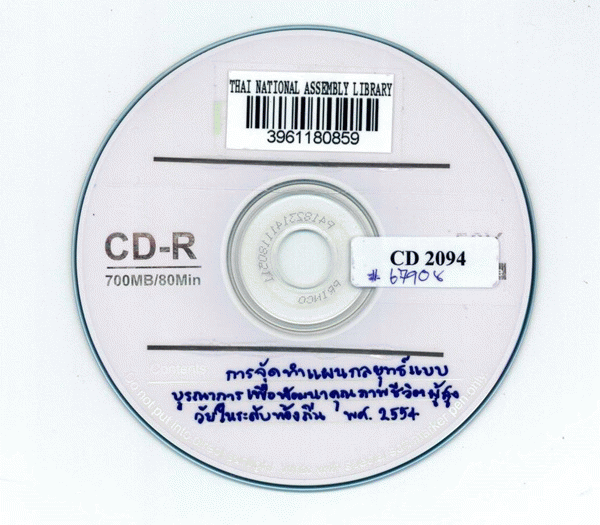 THAI NATIONAL ASSEMBLY LIBRARY
3961180859
CD-R
700MB/80Min
CD 2094
# 67908
Contents
การจัดทำแผนกลยุทธ์แบบ
บูรณาการเพื่อพัฒนาคุณภาพชีวิตผู้สูง
วัยในระดับท้องถิ่น พศ. 2554